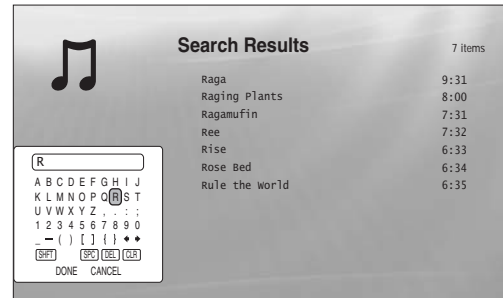 Search Results 7 items
Raga 9:31
Raging Plants 8:00
Ragamufin 7:31
Ree 7:32
Rise 6:33
Rose Bed 6:34
Rule the World 6:35
R
A B C D E F G H I J
K L M N O P Q R S T
U V W X Y Z , . : ;
1 2 3 4 5 6 7 8 9 0
_ – ( ) [ ] { }
SHFT SPC DEL CLR
DONE CANCEL